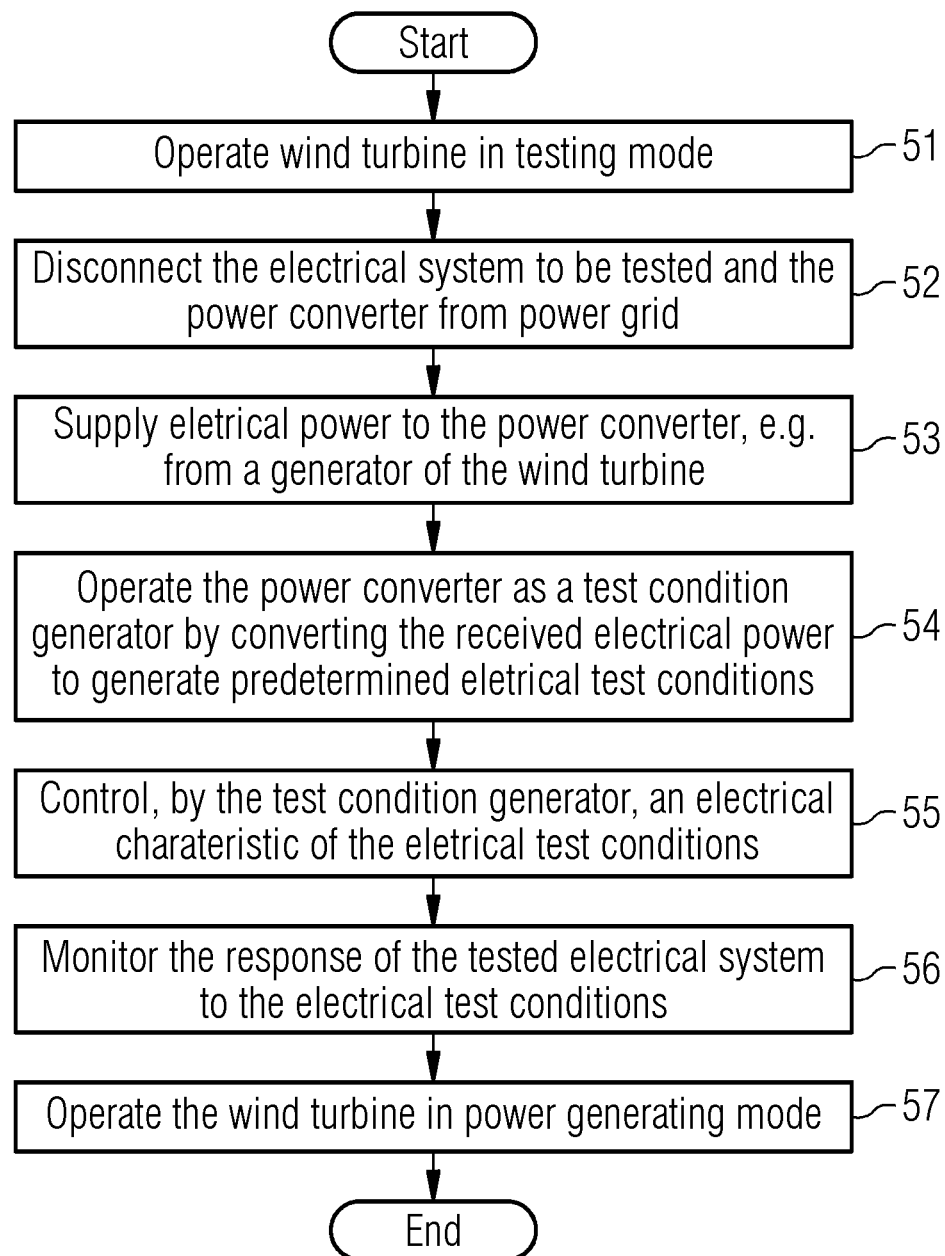 Start
Operate wind turbine in testing mode
51
Disconnect the electrical system to be tested and the
power converter from power grid
52
Supply eletrical power to the power converter, e.g.
from a generator of the wind turbine
53
Operate the power converter as a test condition
generator by converting the received electrical power
to generate predetermined eletrical test conditions
54
Control, by the test condition generator, an electrical
charateristic of the eletrical test conditions
55
Monitor the response of the tested electrical system
to the electrical test conditions
56
Operate the wind turbine in power generating mode
57
End